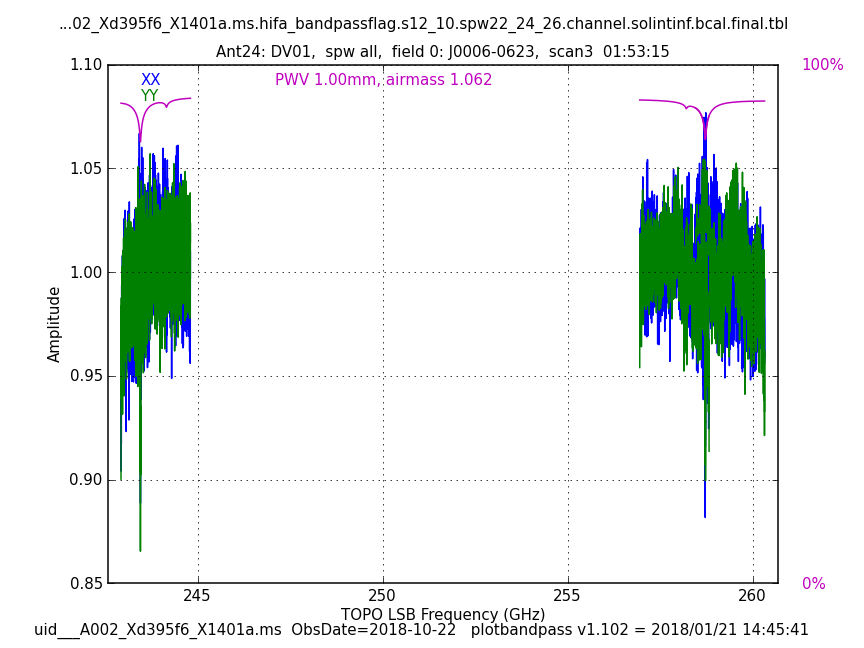 ...02_Xd395f6_X1401a.ms.hifa_bandpassflag.s12_10.spw22_24_26.channel.solintinf.bcal.final.tbl
Ant24: DV01,  spw all,  field 0: J0006-0623,  scan3  01:53:15
1.10
XX
YY
PWV 1.00mm, airmass 1.062
100%
1.05
1.00
Amplitude
0.95
0.90
0.85
0%
245
250
255
260
TOPO LSB Frequency (GHz)
uid___A002_Xd395f6_X1401a.ms  ObsDate=2018-10-22   plotbandpass v1.102 = 2018/01/21 14:45:41